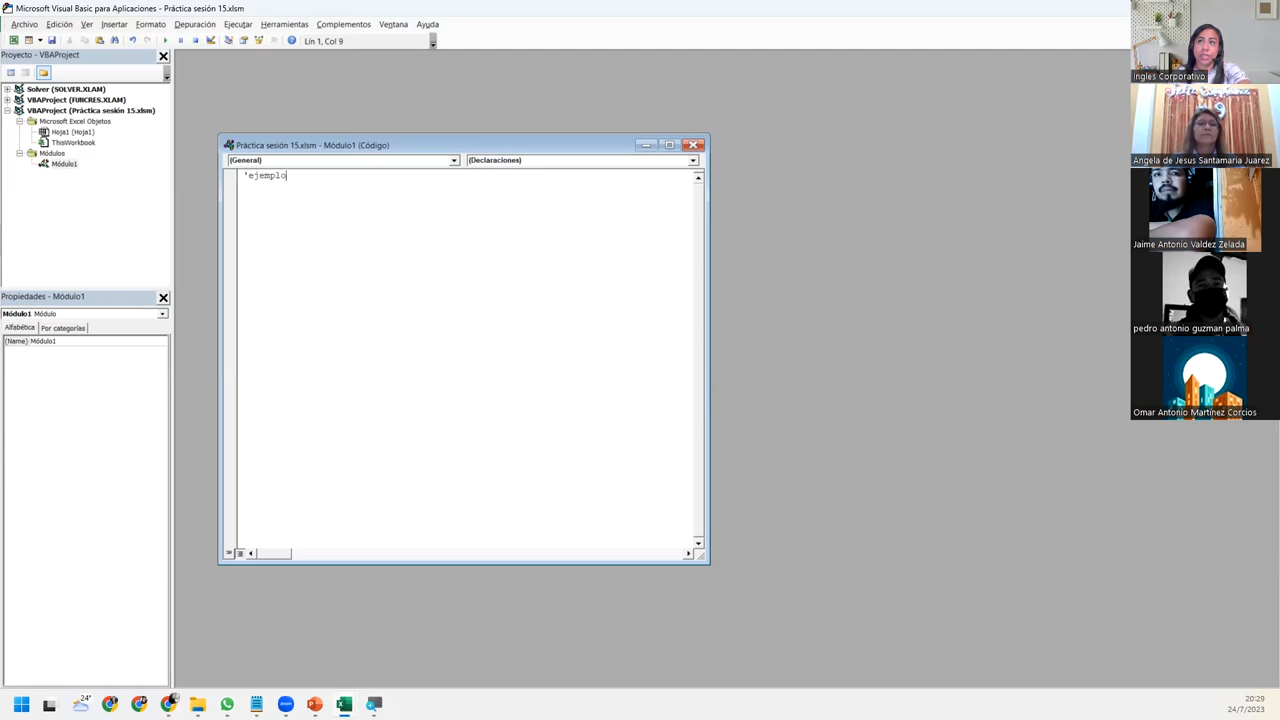 Microsoft Visual Basic para Aplicaciones - Práctica sesión 15.xlsm
Archivo Edición Ver Insertar Formato Depuración Ejecutar Herramientas Complementos Ventana Ayuda
Lín 1, Col 9
Proyecto - VBAProject
Solver (SOLVER.XLAM)
VBAProject (FUNCRES.XLAM)
VBAProject (Práctica sesión 15.xlsm)
Microsoft Excel Objetos
Hoja1 (Hoja1)
ThisWorkbook
Módulos
Módulo1
Propiedades - Módulo1
Módulo1 Módulo
Alfabética Por categorías
(Name) Módulo1
Práctica sesión 15.xlsm - Módulo1 (Código)
(General) (Declaraciones)
'ejemplo
Ingles Corporativo
Angela de Jesus Santamaria Juarez
Jaime Antonio Valdez Zelada
pedro antonio guzman palma
Omar Antonio Martínez Corcios
24°
zoom
20:29
24/7/2023